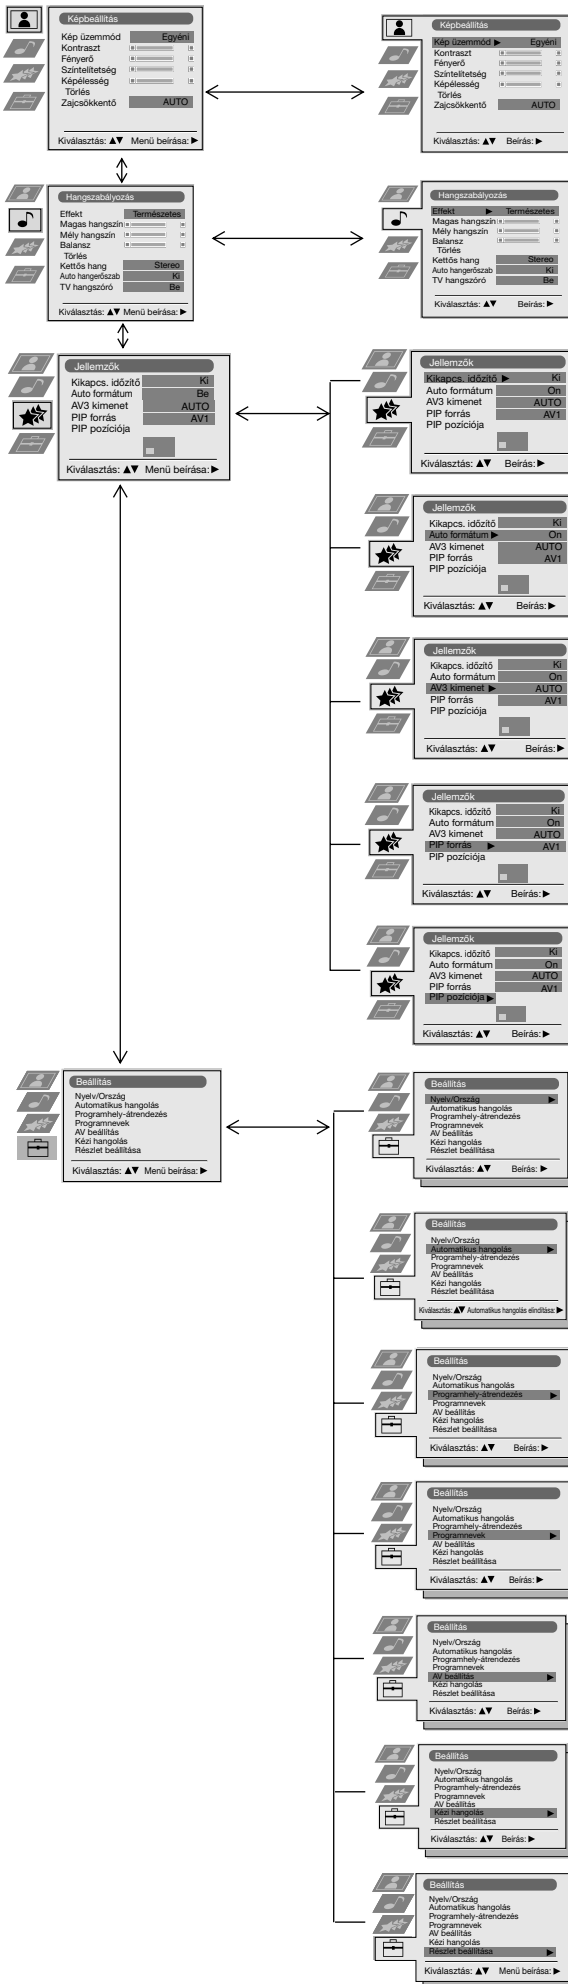 Képbeállítás
Kép üzemmód Egyéni
Kontraszt
Fényerő
Színtelítetség
Képélesség
Törlés
Zajcsökkentő AUTO
Kiválasztás: ▲▼ Menü beírása: ▶
Képbeállítás
Kép üzemmód ▶ Egyéni
Kontraszt
Fényerő
Színtelítetség
Képélesség
Törlés
Zajcsökkentő AUTO
Kiválasztás: ▲▼ Beírás: ▶
Hangszabályozás
Effekt Természetes
Magas hangszín
Mély hangszín
Balansz
Törlés
Kettős hang Stereo
Auto hangerőszab Ki
TV hangszóró Be
Kiválasztás: ▲▼ Menü beírása: ▶
Hangszabályozás
Effekt ▶ Természetes
Magas hangszín
Mély hangszín
Balansz
Törlés
Kettős hang Stereo
Auto hangerőszab Ki
TV hangszóró Be
Kiválasztás: ▲▼ Beírás: ▶
Jellemzők
Kikapcs. időzítő Ki
Auto formátum Be
AV3 kimenet AUTO
PIP forrás AV1
PIP pozíciója
Kiválasztás: ▲▼ Menü beírása: ▶
Jellemzők
Kikapcs. időzítő ▶ Ki
Auto formátum On
AV3 kimenet AUTO
PIP forrás AV1
PIP pozíciója
Kiválasztás: ▲▼ Beírás: ▶
Jellemzők
Kikapcs. időzítő Ki
Auto formátum ▶ On
AV3 kimenet AUTO
PIP forrás AV1
PIP pozíciója
Kiválasztás: ▲▼ Beírás: ▶
Jellemzők
Kikapcs. időzítő Ki
Auto formátum On
AV3 kimenet ▶ AUTO
PIP forrás AV1
PIP pozíciója
Kiválasztás: ▲▼ Beírás: ▶
Jellemzők
Kikapcs. időzítő Ki
Auto formátum On
AV3 kimenet AUTO
PIP forrás ▶ AV1
PIP pozíciója
Kiválasztás: ▲▼ Beírás: ▶
Jellemzők
Kikapcs. időzítő Ki
Auto formátum On
AV3 kimenet AUTO
PIP forrás AV1
PIP pozíciója ▶
Kiválasztás: ▲▼ Beírás: ▶
Beállítás
Nyelv/Ország
Automatikus hangolás
Programhely-átrendezés
Programnevek
AV beállítás
Kézi hangolás
Részlet beállítása
Kiválasztás: ▲▼ Menü beírása: ▶
Beállítás
Nyelv/Ország ▶
Automatikus hangolás
Programhely-átrendezés
Programnevek
AV beállítás
Kézi hangolás
Részlet beállítása
Kiválasztás: ▲▼ Beírás: ▶
Beállítás
Nyelv/Ország
Automatikus hangolás ▶
Programhely-átrendezés
Programnevek
AV beállítás
Kézi hangolás
Részlet beállítása
Kiválasztás: ▲▼ Automatikus hangolás elindítása: ▶
Beállítás
Nyelv/Ország
Automatikus hangolás
Programhely-átrendezés ▶
Programnevek
AV beállítás
Kézi hangolás
Részlet beállítása
Kiválasztás: ▲▼ Beírás: ▶
Beállítás
Nyelv/Ország
Automatikus hangolás
Programhely-átrendezés
Programnevek ▶
AV beállítás
Kézi hangolás
Részlet beállítása
Kiválasztás: ▲▼ Beírás: ▶
Beállítás
Nyelv/Ország
Automatikus hangolás
Programhely-átrendezés
Programnevek
AV beállítás ▶
Kézi hangolás
Részlet beállítása
Kiválasztás: ▲▼ Beírás: ▶
Beállítás
Nyelv/Ország
Automatikus hangolás
Programhely-átrendezés
Programnevek
AV beállítás
Kézi hangolás ▶
Részlet beállítása
Kiválasztás: ▲▼ Beírás: ▶
Beállítás
Nyelv/Ország
Automatikus hangolás
Programhely-átrendezés
Programnevek
AV beállítás
Kézi hangolás
Részlet beállítása ▶
Kiválasztás: ▲▼ Menü beírása: ▶